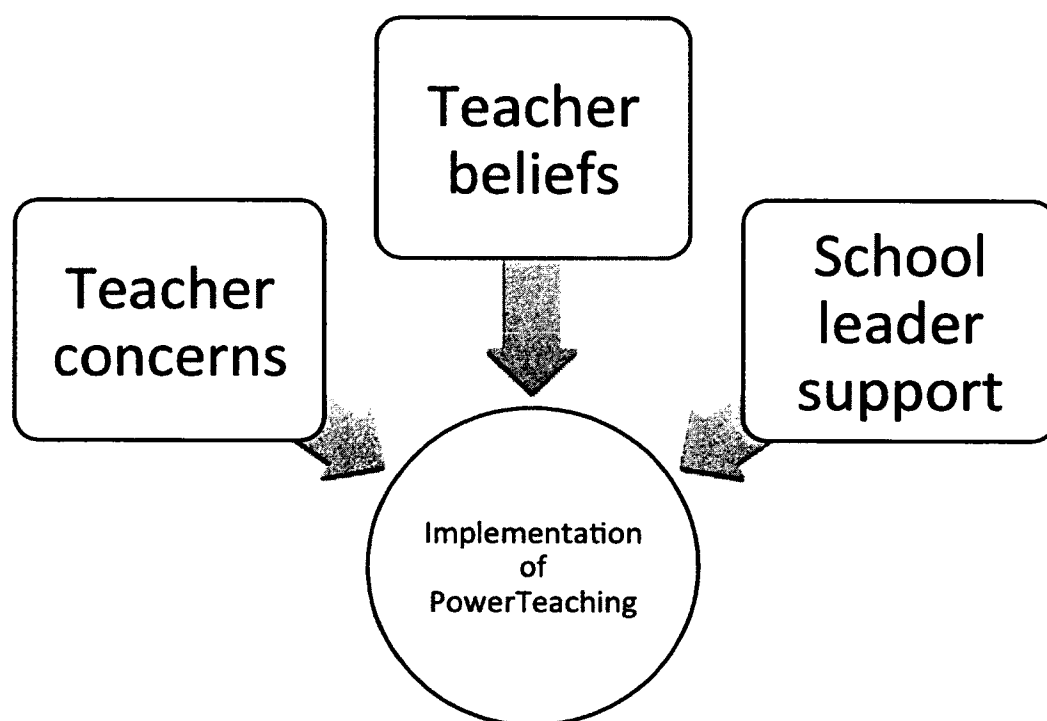 Teacher
beliefs
Teacher
concerns
School
leader
support
Implementation
of
PowerTeaching